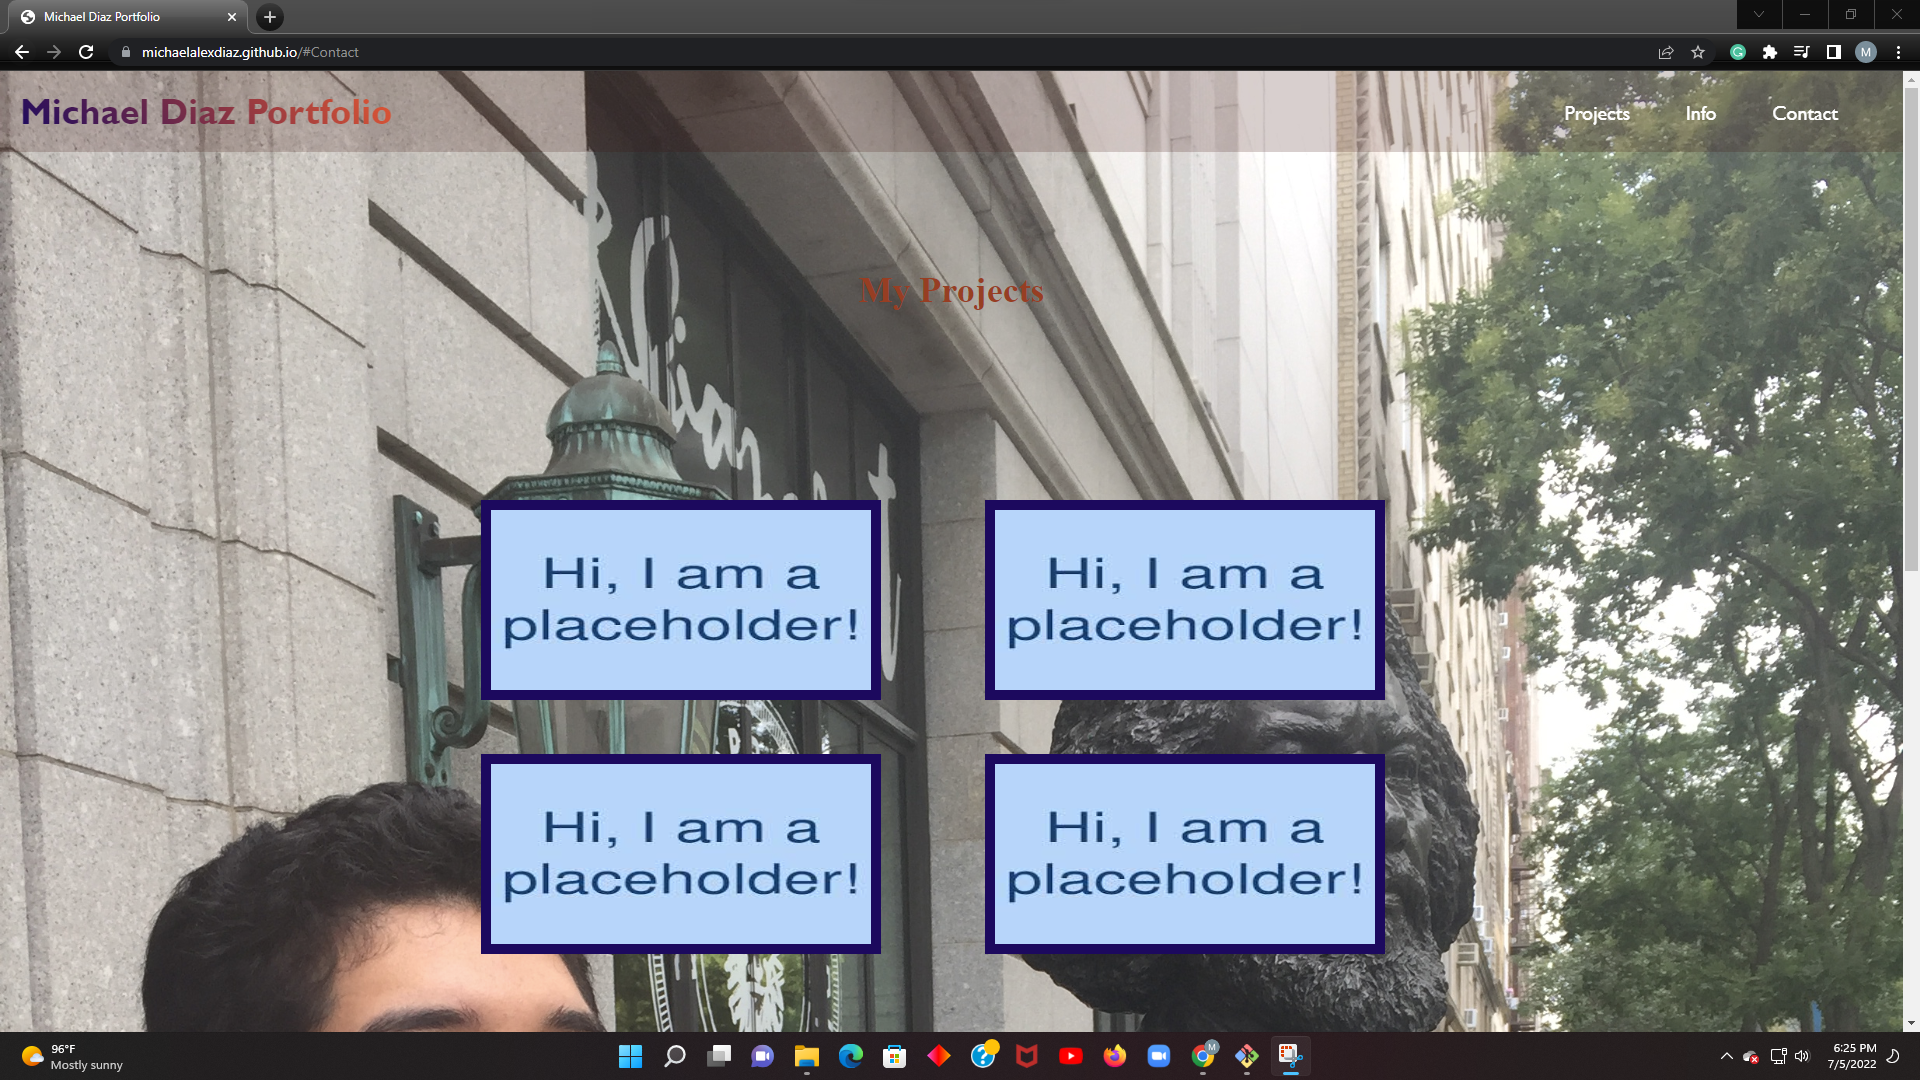 Michael Diaz Portfolio
michaelalexdiaz.github.io/#Contact
M
Michael Diaz Portfolio
Projects
Info
Contact
My Projects
Hi, I am a
placeholder!
Hi, I am a
placeholder!
Hi, I am a
placeholder!
Hi, I am a
placeholder!
96°F
Mostly sunny
M
6:25 PM
7/5/2022